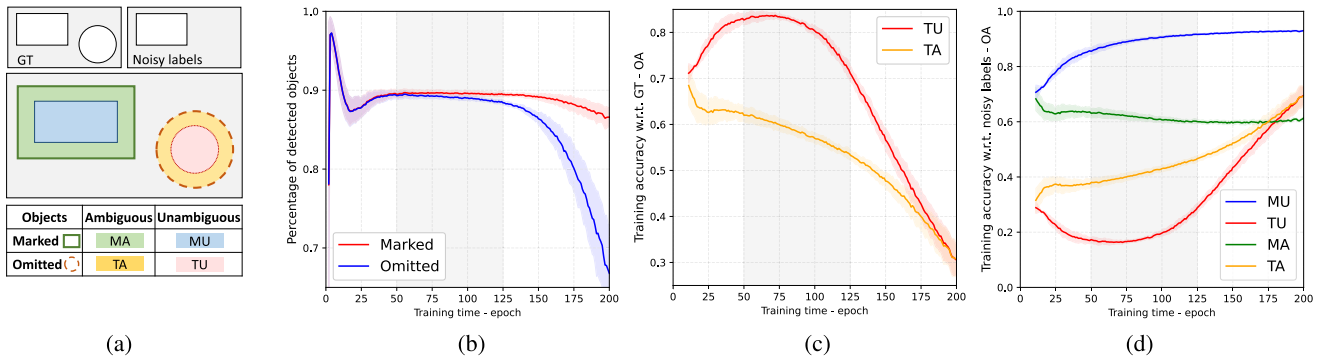 GT
Noisy labels
Objects Ambiguous Unambiguous
Marked MA MU
Omitted TA TU
(a)
Percentage of detected objects
1.0
0.9
0.8
0.7
0 25 50 75 100 125 150 175 200
Training time - epoch
Marked
Omitted
(b)
Training accuracy w.r.t. GT - OA
0.8
0.7
0.6
0.5
0.4
0.3
0 25 50 75 100 125 150 175 200
Training time - epoch
TU
TA
(c)
Training accuracy w.r.t. noisy labels - OA
1.0
0.8
0.6
0.4
0.2
0.0
0 25 50 75 100 125 150 175 200
Training time - epoch
MU
TU
MA
TA
(d)